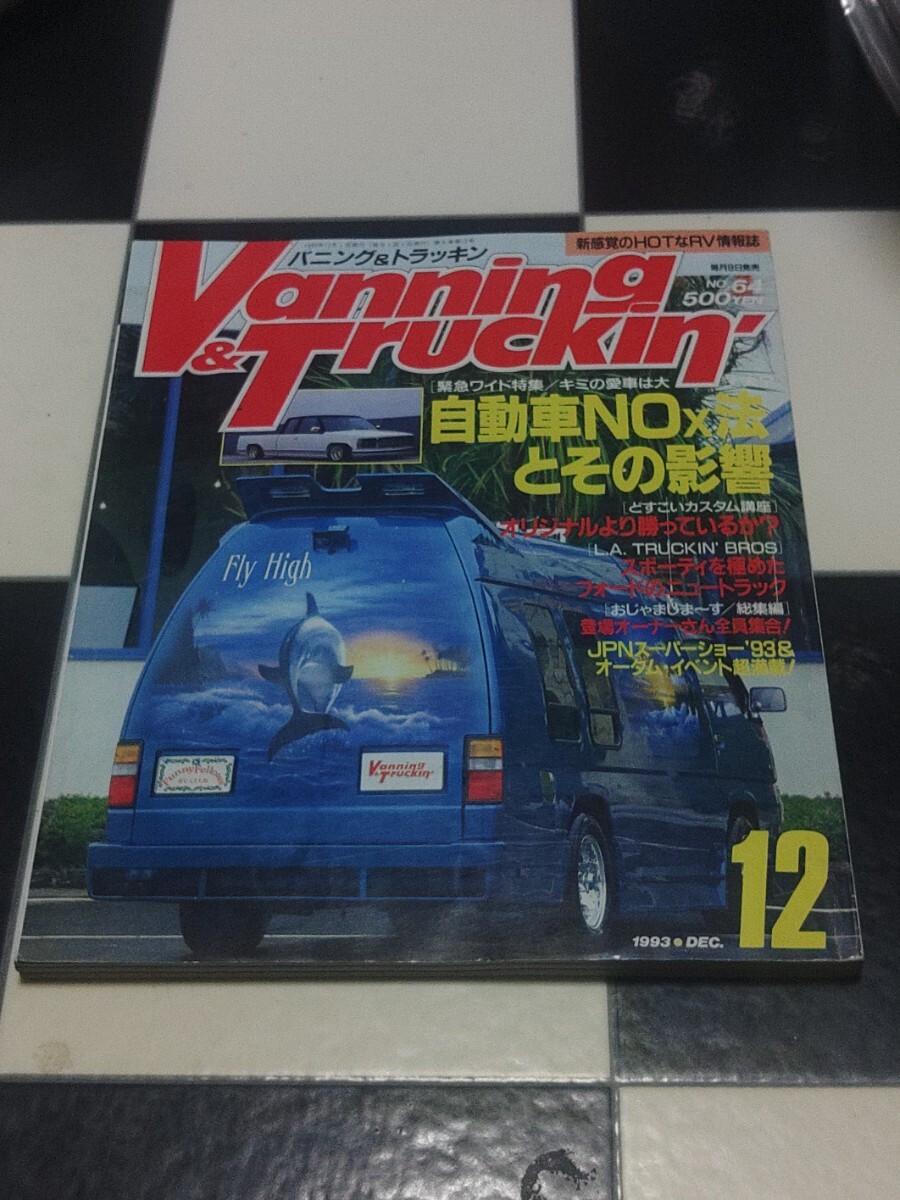 バニング&トラッキン
新感覚のHOTなRV情報誌
毎月9日発売
NO.64
500YEN
Vanning
&Truckin'
[緊急ワイド特集/キミの愛車は大
自動車NOx法
とその影響
[どすこいカスタム講座]
オリジナルより勝っているか?
[L.A. TRUCKIN' BROS]
スポーティを極めた
フォードのニュートラック
[おじゃましま〜す/総集編]
登場オーナーさん全員集合!
JPNスーパーショー'93&
オータム・イベント超満載!
Fly High
FunnyFellows
Vanning
&Truckin'
12
1993●DEC.